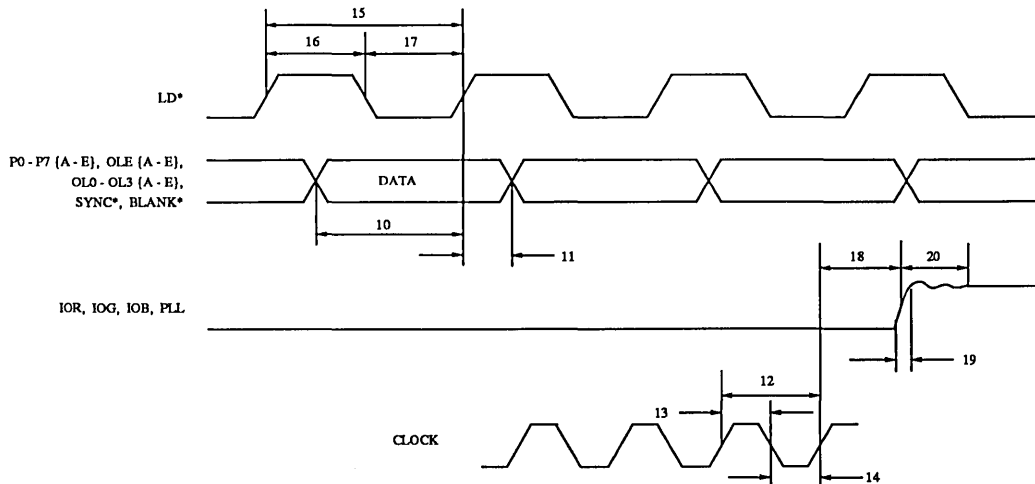 15
16
17
LD*
P0 - P7 {A - E}, OLE {A - E},
OL0 - OL3 {A - E},
SYNC*, BLANK*
DATA
10
11
18
20
IOR, IOG, IOB, PLL
19
12
13
CLOCK
14